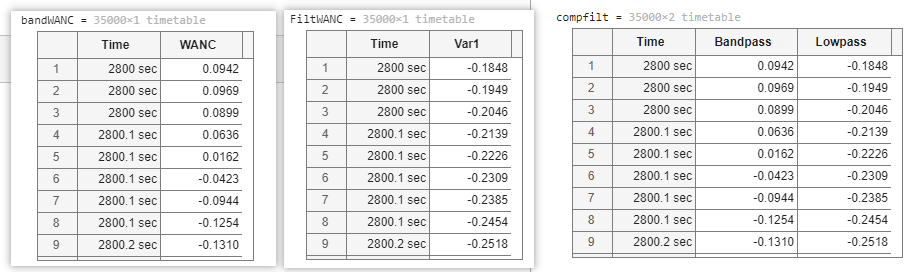 bandWANC = 35000×1 timetable
Time WANC
1 2800 sec 0.0942
2 2800 sec 0.0969
3 2800 sec 0.0899
4 2800.1 sec 0.0636
5 2800.1 sec 0.0162
6 2800.1 sec -0.0423
7 2800.1 sec -0.0944
8 2800.1 sec -0.1254
9 2800.2 sec -0.1310
FiltWANC = 35000×1 timetable
Time Var1
1 2800 sec -0.1848
2 2800 sec -0.1949
3 2800 sec -0.2046
4 2800.1 sec -0.2139
5 2800.1 sec -0.2226
6 2800.1 sec -0.2309
7 2800.1 sec -0.2385
8 2800.1 sec -0.2454
9 2800.2 sec -0.2518
compfilt = 35000×2 timetable
Time Bandpass Lowpass
1 2800 sec 0.0942 -0.1848
2 2800 sec 0.0969 -0.1949
3 2800 sec 0.0899 -0.2046
4 2800.1 sec 0.0636 -0.2139
5 2800.1 sec 0.0162 -0.2226
6 2800.1 sec -0.0423 -0.2309
7 2800.1 sec -0.0944 -0.2385
8 2800.1 sec -0.1254 -0.2454
9 2800.2 sec -0.1310 -0.2518